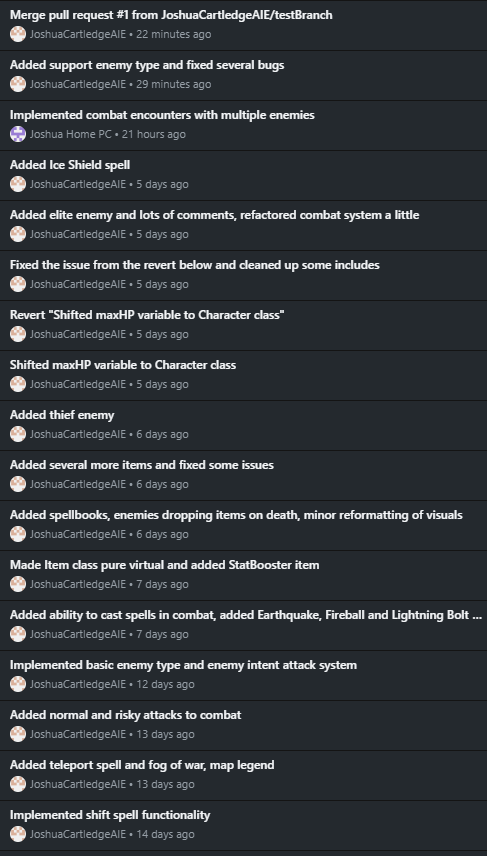 Merge pull request #1 from JoshuaCartledgeAIE/testBranch
JoshuaCartledgeAIE • 22 minutes ago
Added support enemy type and fixed several bugs
JoshuaCartledgeAIE • 29 minutes ago
Implemented combat encounters with multiple enemies
Joshua Home PC • 21 hours ago
Added Ice Shield spell
JoshuaCartledgeAIE • 5 days ago
Added elite enemy and lots of comments, refactored combat system a little
JoshuaCartledgeAIE • 5 days ago
Fixed the issue from the revert below and cleaned up some includes
JoshuaCartledgeAIE • 5 days ago
Revert "Shifted maxHP variable to Character class"
JoshuaCartledgeAIE • 5 days ago
Shifted maxHP variable to Character class
JoshuaCartledgeAIE • 5 days ago
Added thief enemy
JoshuaCartledgeAIE • 6 days ago
Added several more items and fixed some issues
JoshuaCartledgeAIE • 6 days ago
Added spellbooks, enemies dropping items on death, minor reformatting of visuals
JoshuaCartledgeAIE • 6 days ago
Made Item class pure virtual and added StatBooster item
JoshuaCartledgeAIE • 7 days ago
Added ability to cast spells in combat, added Earthquake, Fireball and Lightning Bolt ...
JoshuaCartledgeAIE • 7 days ago
Implemented basic enemy type and enemy intent attack system
JoshuaCartledgeAIE • 12 days ago
Added normal and risky attacks to combat
JoshuaCartledgeAIE • 13 days ago
Added teleport spell and fog of war, map legend
JoshuaCartledgeAIE • 13 days ago
Implemented shift spell functionality
JoshuaCartledgeAIE • 14 days ago